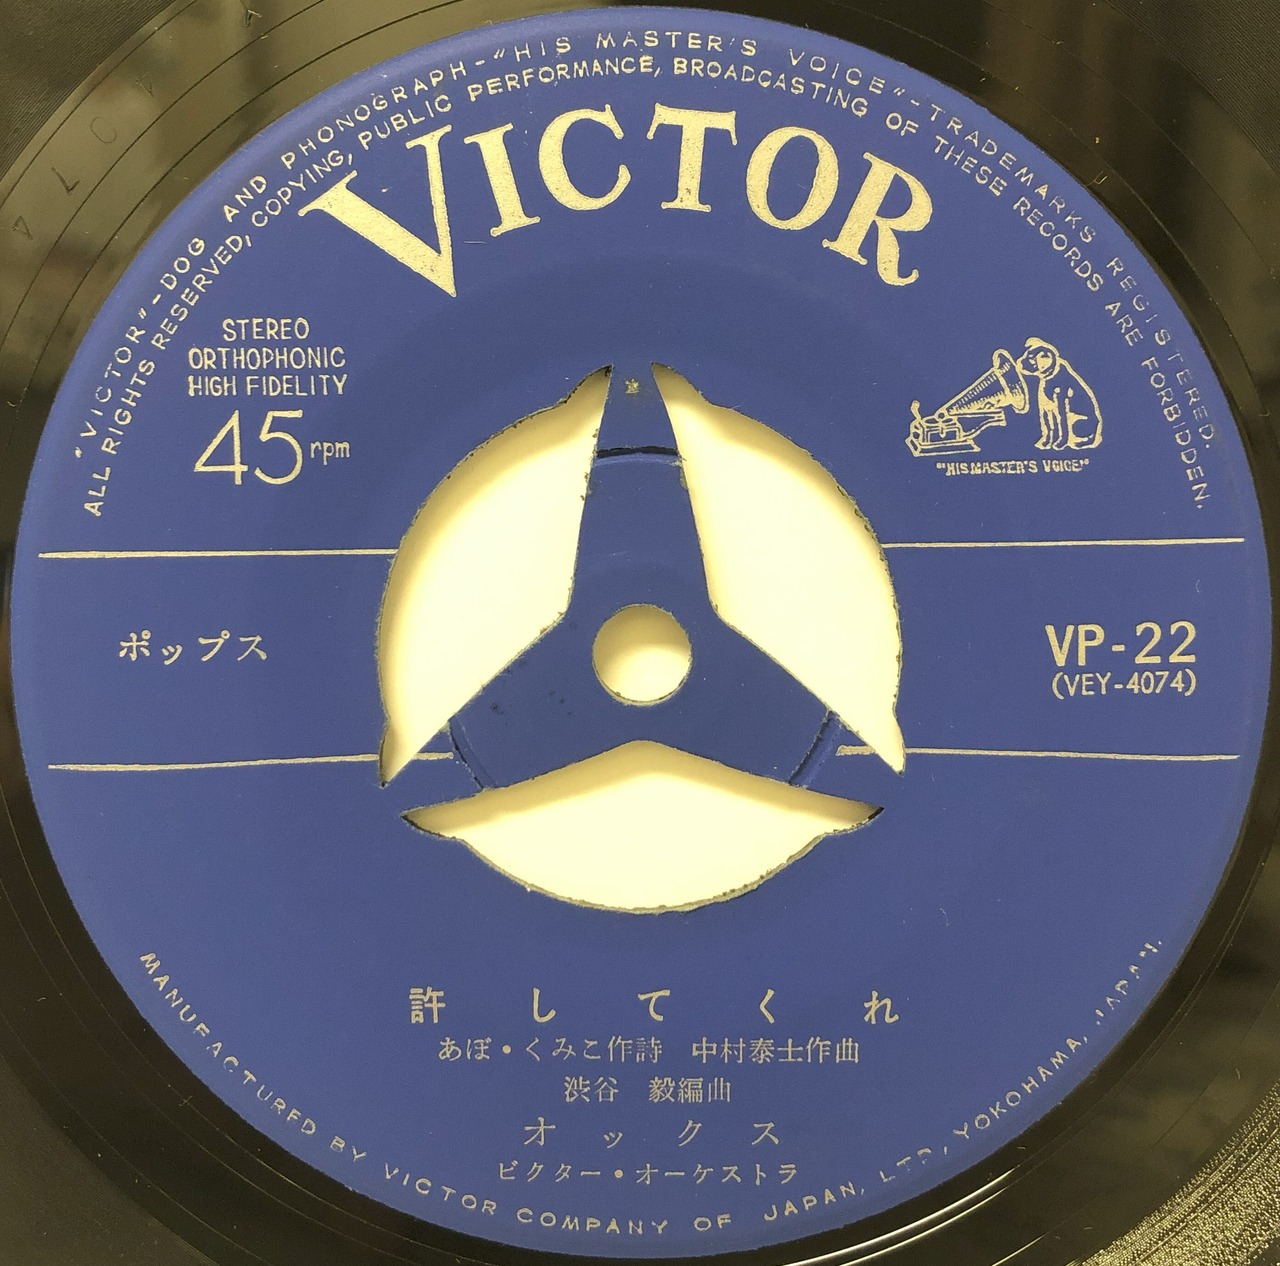 "VICTOR"-DOG AND PHONOGRAPH-"HIS MASTER'S VOICE"-TRADEMARKS REGISTERED.
ALL RIGHTS RESERVED, COPYING, PUBLIC PERFORMANCE, BROADCASTING OF THESE RECORDS ARE FORBIDDEN.
VICTOR
STEREO
ORTHOPHONIC
HIGH FIDELITY
45 rpm
"HIS MASTER'S VOICE"
ポップス
VP-22
(VEY-4074)
許してくれ
あぼ・くみこ作詩 中村泰士作曲
渋谷 毅編曲
オックス
ビクター・オーケストラ
MANUFACTURED BY VICTOR COMPANY OF JAPAN, LTD, YOKOHAMA, JAPAN.